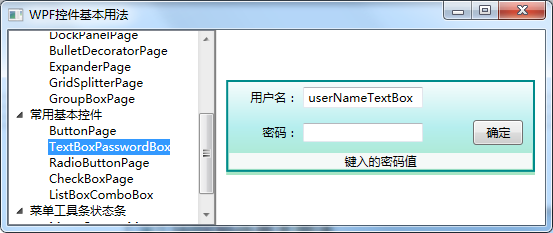 WPF控件基本用法
DockPanelPage
BulletDecoratorPage
ExpanderPage
GridSplitterPage
GroupBoxPage
常用基本控件
ButtonPage
TextBoxPasswordBox
RadioButtonPage
CheckBoxPage
ListBoxComboBox
菜单工具条状态条
用户名： userNameTextBox
密码： 确定
键入的密码值